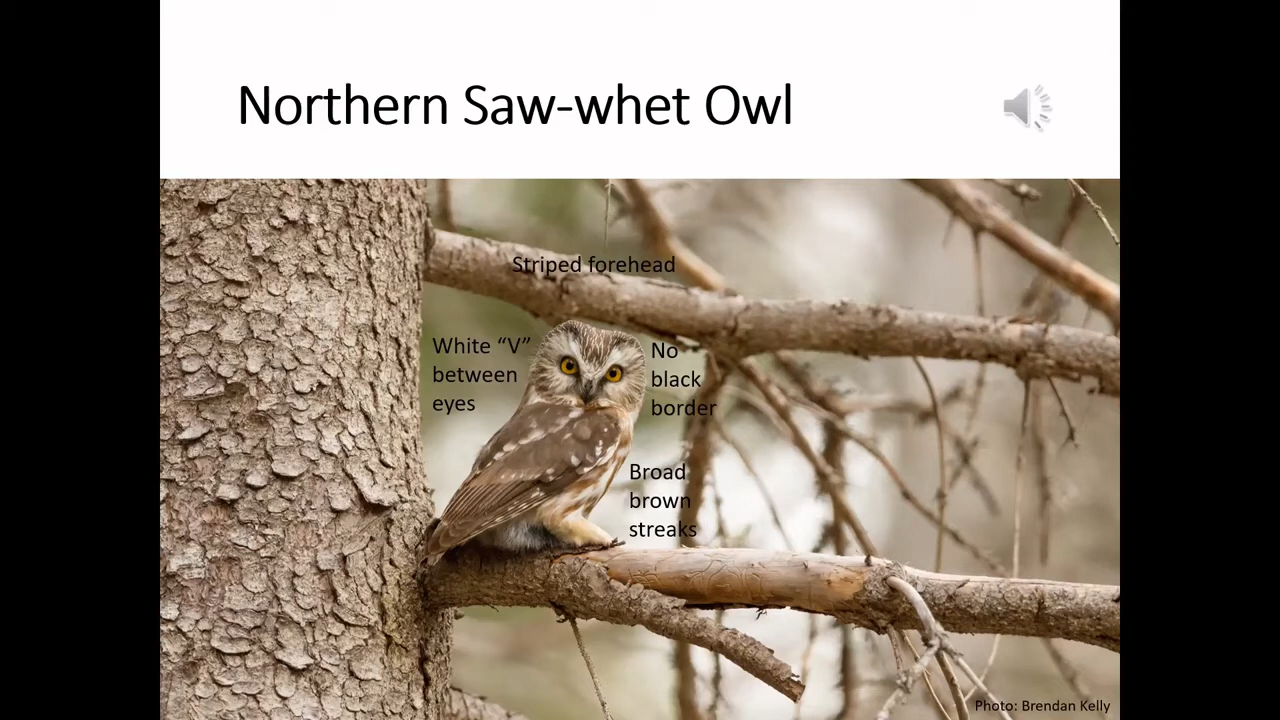 Northern Saw-whet Owl
Striped forehead
White “V”
between
eyes
No
black
border
Broad
brown
streaks
Photo: Brendan Kelly